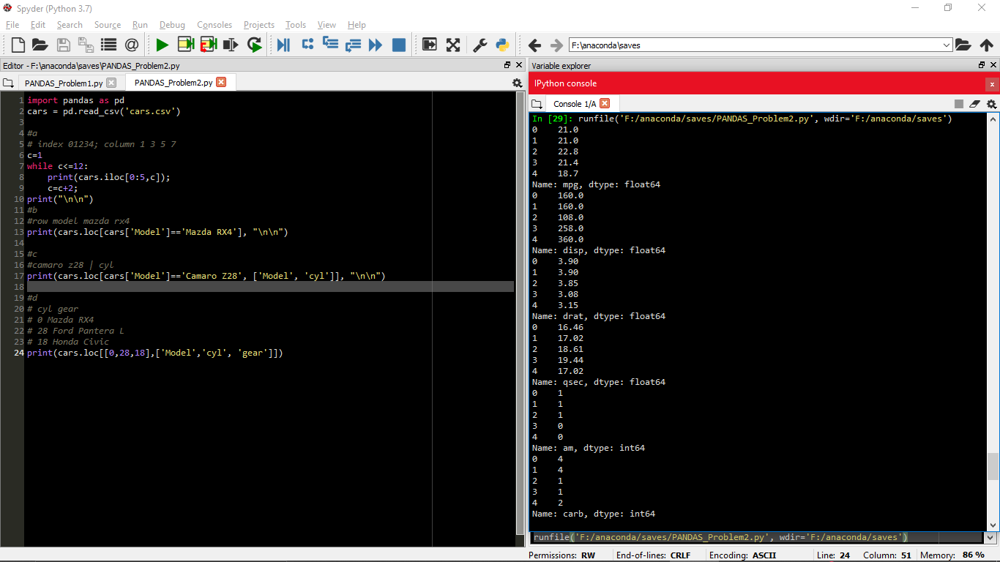 Spyder (Python 3.7)
File Edit Search Source Run Debug Consoles Projects Tools View Help
F:\anaconda\saves
Editor - F:\anaconda\saves\PANDAS_Problem2.py
PANDAS_Problem1.py PANDAS_Problem2.py
1 import pandas as pd
2 cars = pd.read_csv('cars.csv')
3
4 #a
5 # index 01234; column 1 3 5 7
6 c=1
7 while c<=12:
8     print(cars.iloc[0:5,c]);
9     c=c+2;
10 print("\n\n")
11 #b
12 #row model mazda rx4
13 print(cars.loc[cars['Model']=='Mazda RX4'], "\n\n")
14
15 #c
16 #camaro z28 | cyl
17 print(cars.loc[cars['Model']=='Camaro Z28', ['Model', 'cyl']], "\n\n")
18
19 #d
20 # cyl gear
21 # 0 Mazda RX4
22 # 28 Ford Pantera L
23 # 18 Honda Civic
24 print(cars.loc[[0,28,18],['Model','cyl', 'gear']])
Variable explorer
IPython console
Console 1/A
In [29]: runfile('F:/anaconda/saves/PANDAS_Problem2.py', wdir='F:/anaconda/saves')
0    21.0
1    21.0
2    22.8
3    21.4
4    18.7
Name: mpg, dtype: float64
0    160.0
1    160.0
2    108.0
3    258.0
4    360.0
Name: disp, dtype: float64
0    3.90
1    3.90
2    3.85
3    3.08
4    3.15
Name: drat, dtype: float64
0    16.46
1    17.02
2    18.61
3    19.44
4    17.02
Name: qsec, dtype: float64
0    1
1    1
2    1
3    0
4    0
Name: am, dtype: int64
0    4
1    4
2    1
3    1
4    2
Name: carb, dtype: int64
runfile('F:/anaconda/saves/PANDAS_Problem2.py', wdir='F:/anaconda/saves')
Permissions: RW End-of-lines: CRLF Encoding: ASCII Line: 24 Column: 51 Memory: 86 %